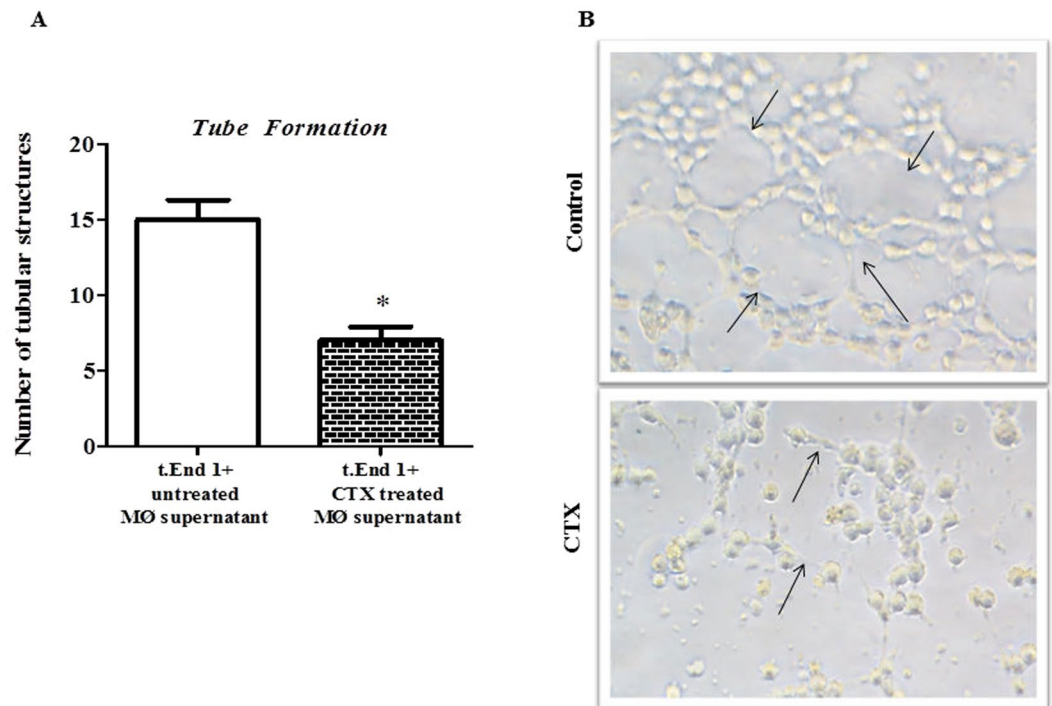 A
Tube Formation
Number of tubular structures
20
15
10
5
0
*
t.End 1+
untreated
MØ supernatant
t.End 1+
CTX treated
MØ supernatant
B
Control
CTX